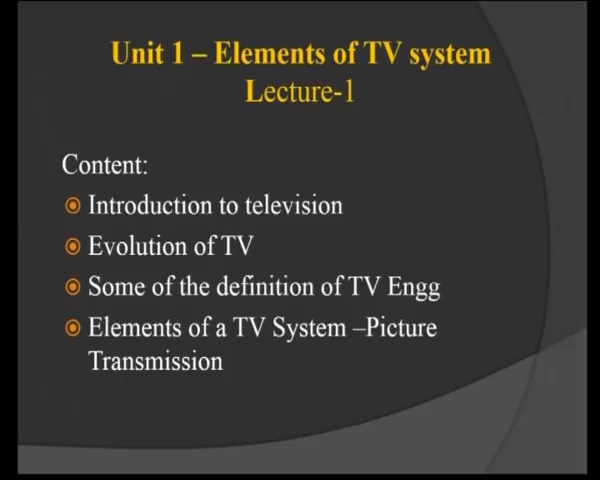 Unit 1 – Elements of TV system
Lecture-1
Content:
Introduction to television
Evolution of TV
Some of the definition of TV Engg
Elements of a TV System –Picture
Transmission